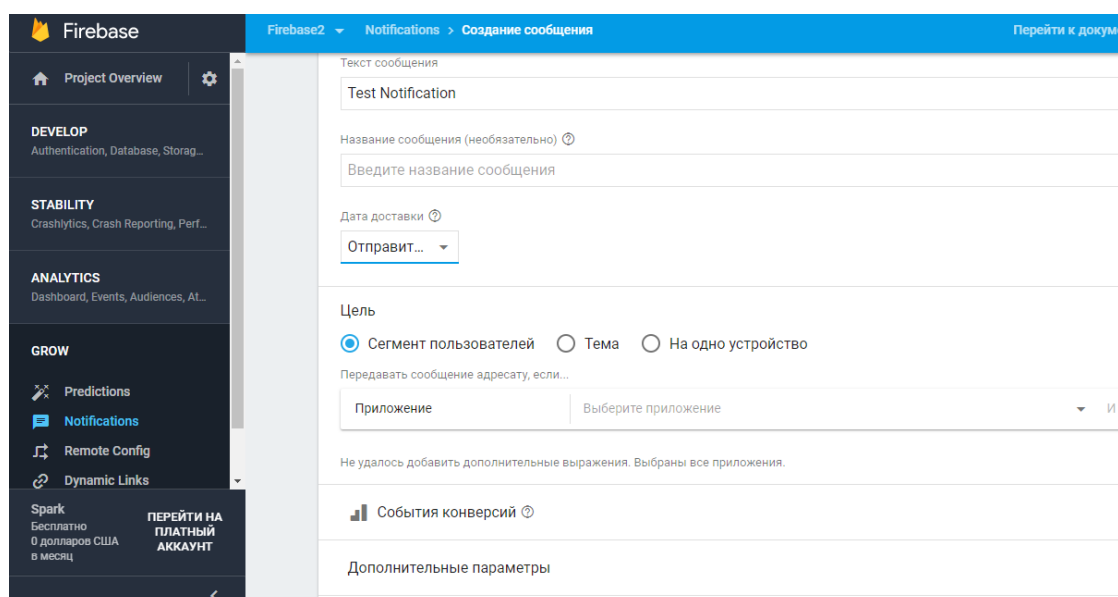 Firebase
Firebase2
Notifications > Создание сообщения
Перейти к докум
Project Overview
DEVELOP
Authentication, Database, Storag...
STABILITY
Crashlytics, Crash Reporting, Perf...
ANALYTICS
Dashboard, Events, Audiences, At...
GROW
Predictions
Notifications
Remote Config
Dynamic Links
Spark
Бесплатно
0 долларов США
в месяц
ПЕРЕЙТИ НА
ПЛАТНЫЙ
АККАУНТ
Текст сообщения
Test Notification
Название сообщения (необязательно)
Введите название сообщения
Дата доставки
Отправит...
Цель
Сегмент пользователей
Тема
На одно устройство
Передавать сообщение адресату, если...
Приложение
Выберите приложение
И
Не удалось добавить дополнительные выражения. Выбраны все приложения.
События конверсий
Дополнительные параметры